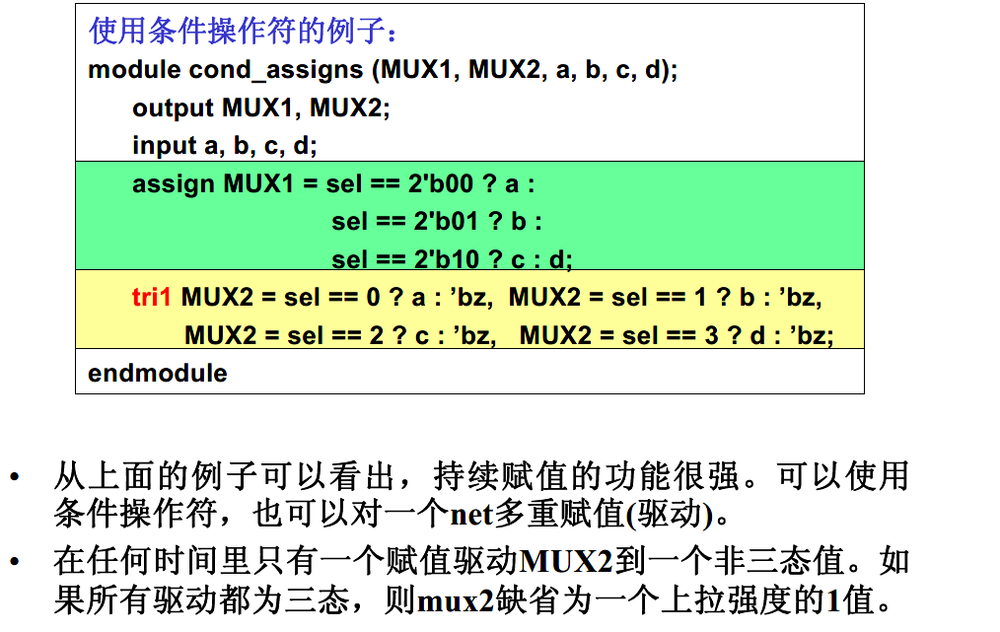 使用条件操作符的例子：
module cond_assigns (MUX1, MUX2, a, b, c, d);
output MUX1, MUX2;
input a, b, c, d;
assign MUX1 = sel == 2'b00 ? a :
sel == 2'b01 ? b :
sel == 2'b10 ? c : d;
tri1 MUX2 = sel == 0 ? a : ’bz, MUX2 = sel == 1 ? b : ’bz,
MUX2 = sel == 2 ? c : ’bz, MUX2 = sel == 3 ? d : ’bz;
endmodule
• 从上面的例子可以看出，持续赋值的功能很强。可以使用
条件操作符，也可以对一个net多重赋值(驱动)。
• 在任何时间里只有一个赋值驱动MUX2到一个非三态值。如
果所有驱动都为三态，则mux2缺省为一个上拉强度的1值。